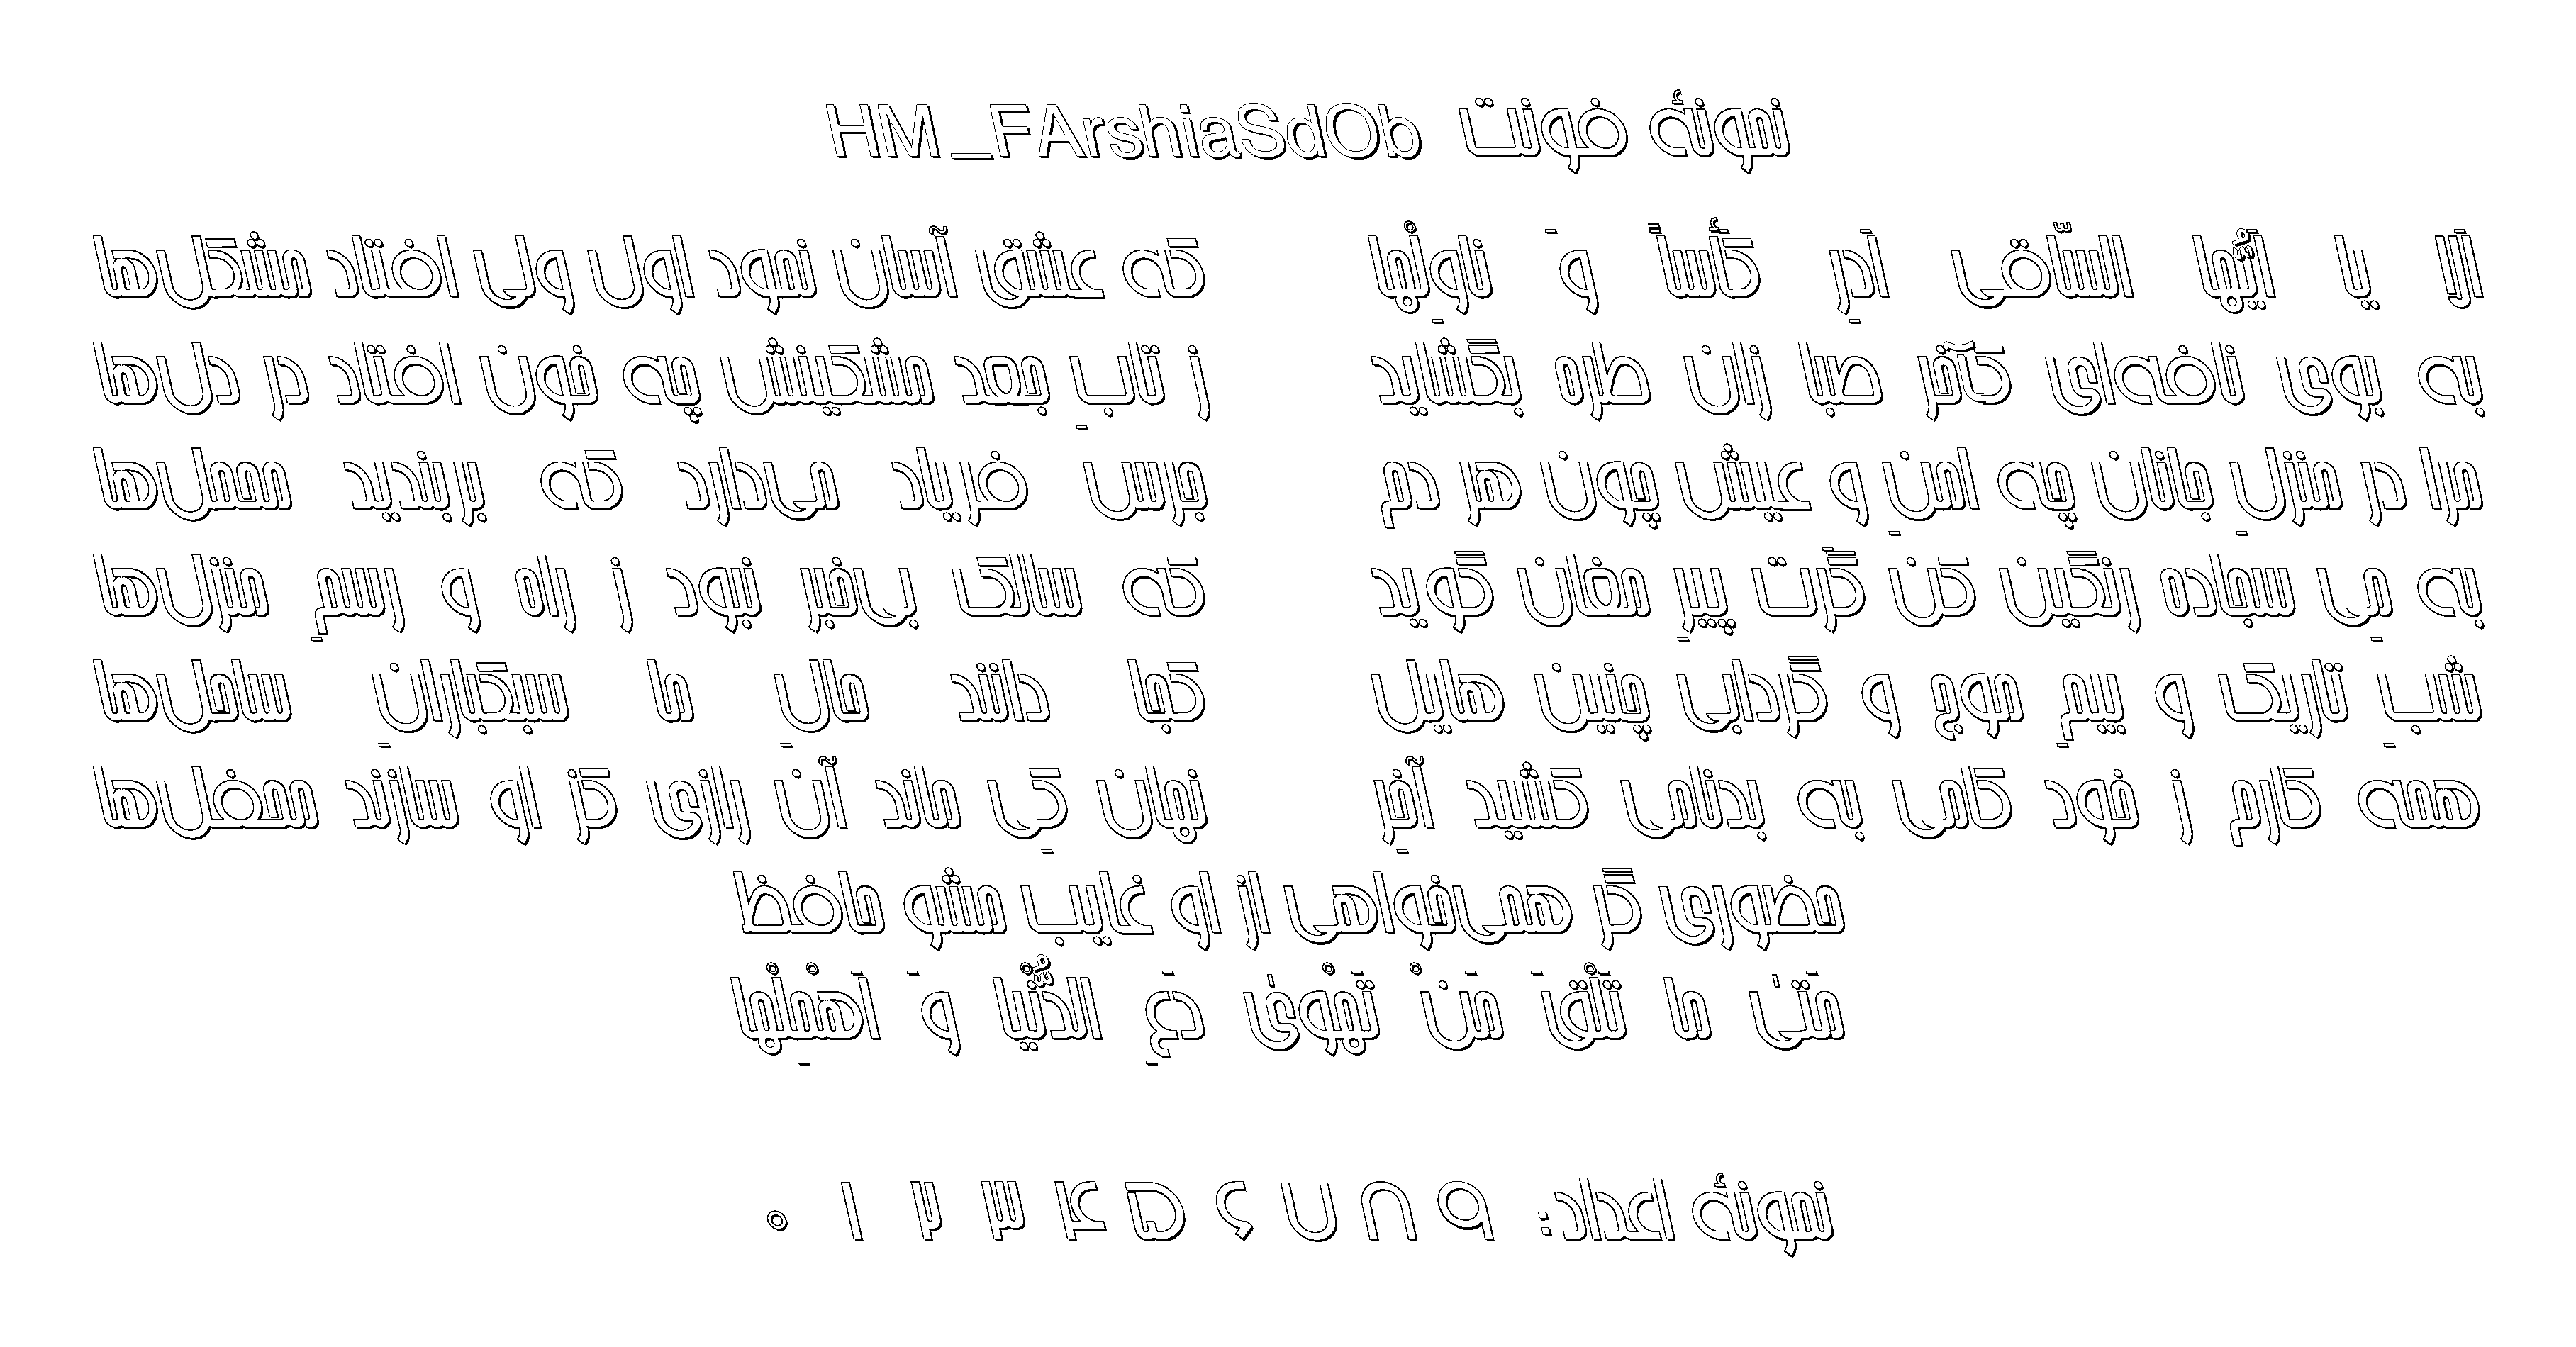 نمونهٔ فونت HM_FArshiaSdOb
اَلا یا اَیُّهَا السّاقی اَدِر کَأساً وَ ناوِلْها که عشق آسان نمود اول ولی افتاد مشکل‌ها
به بوی نافه‌ای کآخر صبا زان طره بگشاید ز تابِ جعد مشکینش چه خون افتاد در دل‌ها
مرا در منزلِ جانان چه امنِ و عیش چون هر دم جرس فریاد می‌دارد که بربندید محمل‌ها
به مِی سجاده رنگین کن گَرت پیرِ مغان گوید که سالک بی‌خبر نبود ز راه و رسمِ منزل‌ها
شبِ تاریک و بیمِ موج و گردابی چنین هایل کجا دانند حالِ ما سبکبارانِ ساحل‌ها
همه کارم ز خود کامی به بدنامی کشید آخِر نهان کِی ماند آن رازی کز او سازند محفل‌ها
حضوری گر همی‌خواهی از او غایب مشو حافظ
مَتیٰ ما تَلْقَ مَنْ تَهْویٰ دَعِ الدُّنْیا وَ اَهْمِلْها
نمونهٔ اعداد: ۹ ۸ ۷ ۶ ۵ ۴ ۳ ۲ ۱ ۰